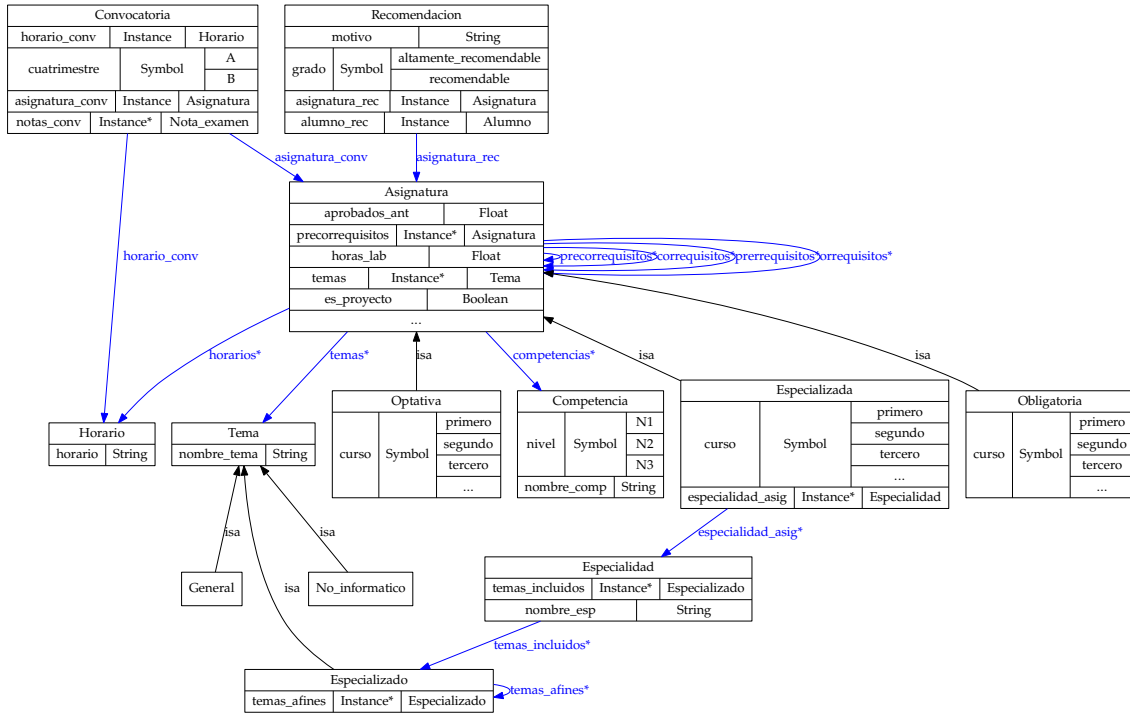 Convocatoria
horario_conv Instance Horario
cuatrimestre Symbol A
B
asignatura_conv Instance Asignatura
notas_conv Instance* Nota_examen
Recomendacion
motivo String
grado Symbol altamente_recomendable
recomendable
asignatura_rec Instance Asignatura
alumno_rec Instance Alumno
asignatura_conv
asignatura_rec
horario_conv
Asignatura
aprobados_ant Float
precorrequisitos Instance* Asignatura
horas_lab Float
temas Instance* Tema
es_proyecto Boolean
...
precorrequisitos*
correquisitos*
prerrequisitos*
orrequisitos*
horarios*
temas*
isa
competencias*
isa
isa
Horario
horario String
Tema
nombre_tema String
Optativa
curso Symbol primero
segundo
tercero
...
Competencia
nivel Symbol N1
N2
N3
nombre_comp String
Especializada
curso Symbol primero
segundo
tercero
...
especialidad_asig Instance* Especialidad
Obligatoria
curso Symbol primero
segundo
tercero
...
isa
isa
isa
especialidad_asig*
General
No_informatico
Especialidad
temas_incluidos Instance* Especializado
nombre_esp String
temas_incluidos*
Especializado
temas_afines Instance* Especializado
temas_afines*